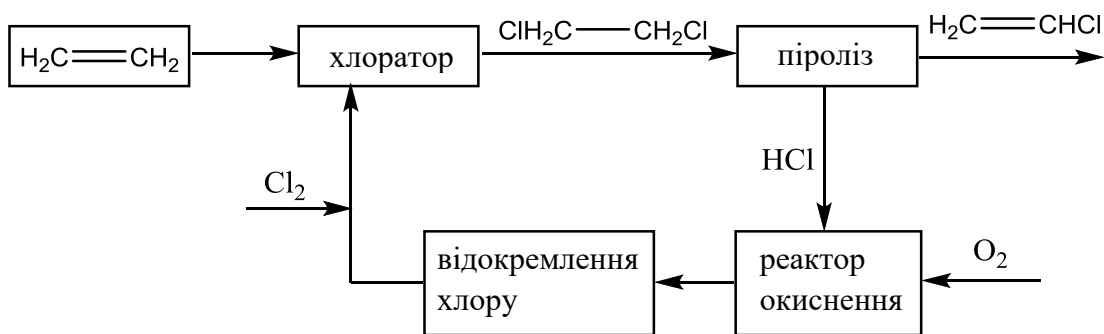 H₂C=CH₂
хлоратор
ClH₂C—CH₂Cl
піроліз
H₂C=CHCl
HCl
Cl₂
відокремлення
хлору
реактор
окиснення
O₂